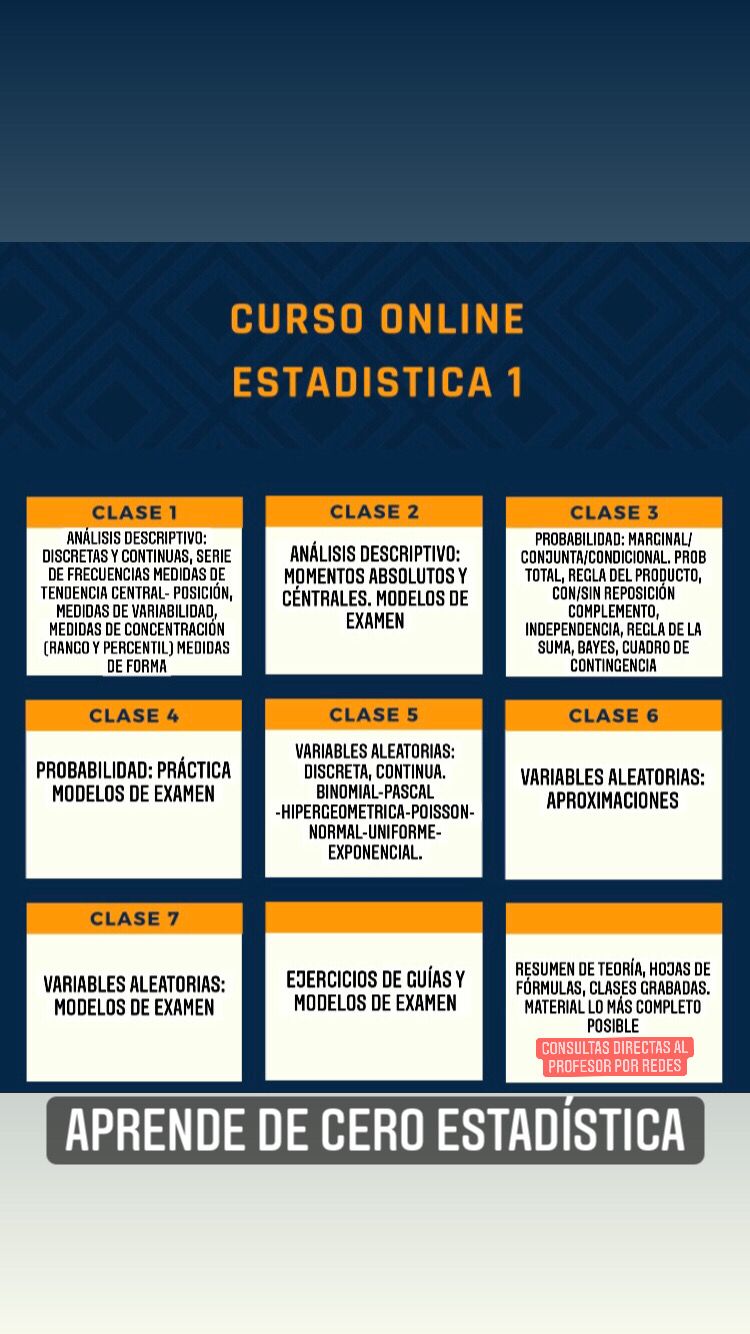 CURSO ONLINE
ESTADISTICA 1
CLASE 1
ANÁLISIS DESCRIPTIVO:
DISCRETAS Y CONTINUAS, SERIE
DE FRECUENCIAS MEDIDAS DE
TENDENCIA CENTRAL- POSICIÓN,
MEDIDAS DE VARIABILIDAD,
MEDIDAS DE CONCENTRACIÓN
(RANGO Y PERCENTIL) MEDIDAS
DE FORMA
CLASE 2
ANÁLISIS DESCRIPTIVO:
MOMENTOS ABSOLUTOS Y
CÉNTRALES. MODELOS DE
EXAMEN
CLASE 3
PROBABILIDAD: MARGINAL/
CONJUNTA/CONDICIONAL. PROB
TOTAL, REGLA DEL PRODUCTO,
CON/SIN REPOSICIÓN
COMPLEMENTO,
INDEPENDENCIA, REGLA DE LA
SUMA, BAYES, CUADRO DE
CONTINGENCIA
CLASE 4
PROBABILIDAD: PRÁCTICA
MODELOS DE EXAMEN
CLASE 5
VARIABLES ALEATORIAS:
DISCRETA, CONTINUA.
BINOMIAL-PASCAL
-HIPERGEOMETRICA-POISSON-
NORMAL-UNIFORME-
EXPONENCIAL.
CLASE 6
VARIABLES ALEATORIAS:
APROXIMACIONES
CLASE 7
VARIABLES ALEATORIAS:
MODELOS DE EXAMEN
EJERCICIOS DE GUÍAS Y
MODELOS DE EXAMEN
RESUMEN DE TEORÍA, HOJAS DE
FÓRMULAS, CLASES GRABADAS.
MATERIAL LO MÁS COMPLETO
POSIBLE
CONSULTAS DIRECTAS AL
PROFESOR POR REDES
APRENDE DE CERO ESTADÍSTICA